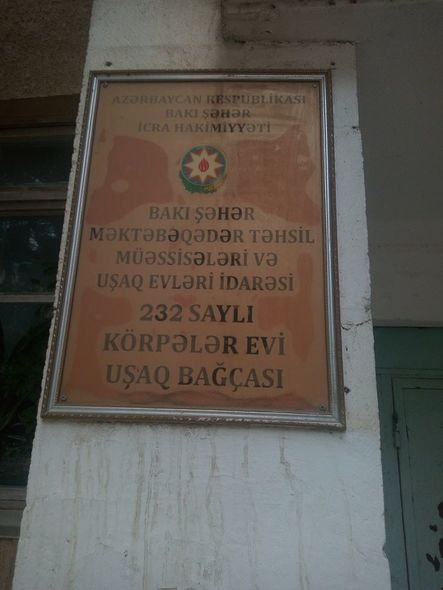 AZƏRBAYCAN RESPUBLİKASI
BAKI ŞƏHƏR
İCRA HAKİMİYYƏTİ
BAKI ŞƏHƏR
MƏKTƏBƏQƏDƏR TƏHSİL
MÜƏSSİSƏLƏRİ VƏ
UŞAQ EVLƏRİ İDARƏSİ
232 SAYLI
KÖRPƏLƏR EVİ
UŞAQ BAĞÇASI